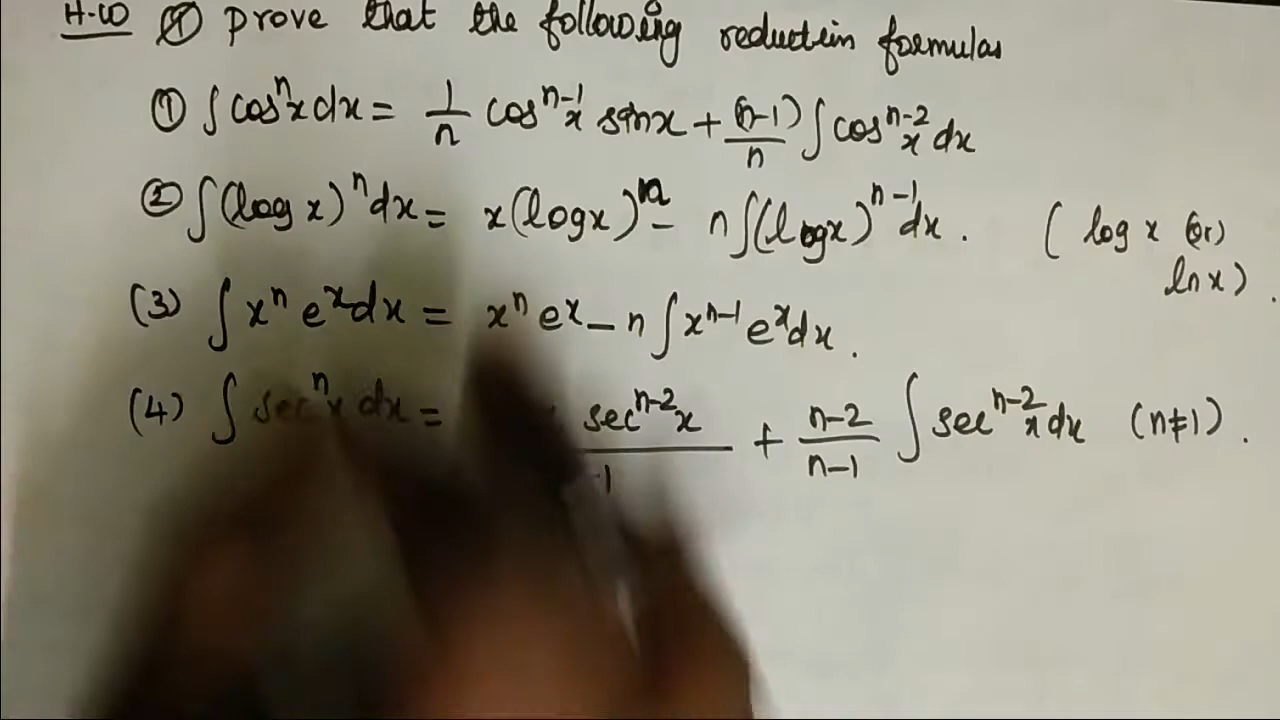 H.W Prove that the following reduction formulas
① ∫ cosⁿx dx = 1/n cosⁿ⁻¹x sinx + (n-1)/n ∫ cosⁿ⁻²x dx
② ∫(log x)ⁿ dx = x(logx)ⁿ - n∫(logx)ⁿ⁻¹ dx. ( log x (or)
ln x).
(3) ∫ xⁿ eˣ dx = xⁿ eˣ - n ∫ xⁿ⁻¹ eˣ dx.
(4) ∫ secⁿx dx = secⁿ⁻²x + n-2/n-1 ∫ secⁿ⁻²x dx (n≠1).